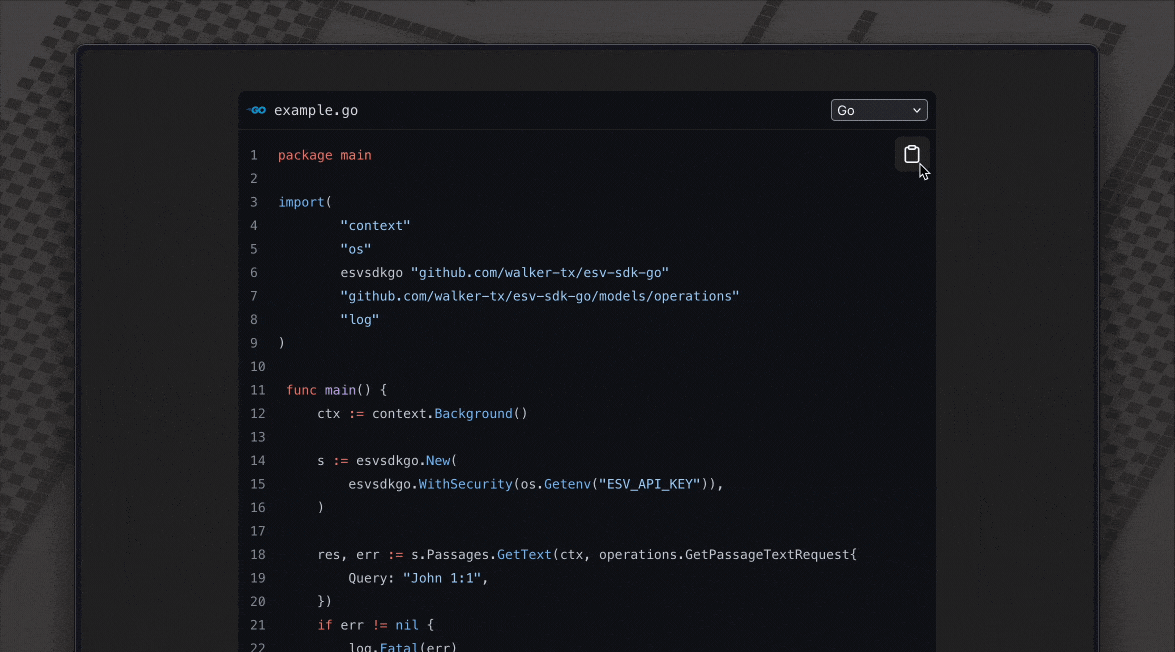 GO example.go
Go
1 package main
2
3 import(
4         "context"
5         "os"
6         esvsdkgo "github.com/walker-tx/esv-sdk-go"
7         "github.com/walker-tx/esv-sdk-go/models/operations"
8         "log"
9 )
10
11  func main() {
12      ctx := context.Background()
13
14      s := esvsdkgo.New(
15          esvsdkgo.WithSecurity(os.Getenv("ESV_API_KEY")),
16      )
17
18      res, err := s.Passages.GetText(ctx, operations.GetPassageTextRequest{
19          Query: "John 1:1",
20      })
21      if err != nil {
22          log.Fatal(err)